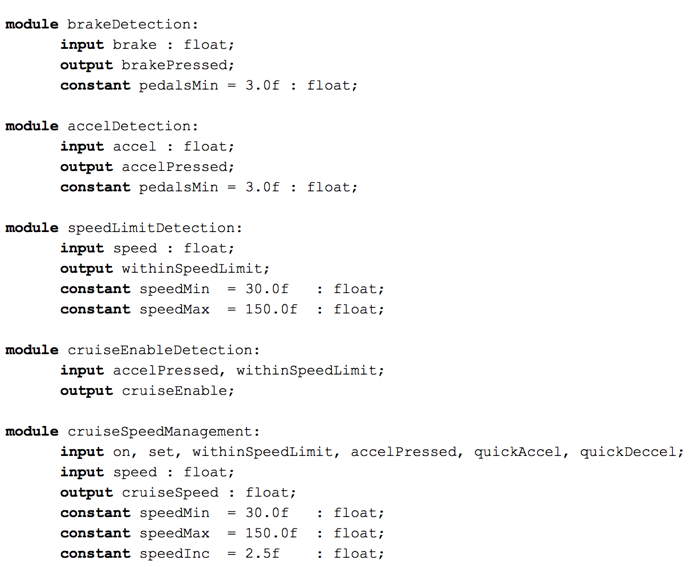 module brakeDetection:
input brake : float;
output brakePressed;
constant pedalsMin = 3.0f : float;
module accelDetection:
input accel : float;
output accelPressed;
constant pedalsMin = 3.0f : float;
module speedLimitDetection:
input speed : float;
output withinSpeedLimit;
constant speedMin = 30.0f : float;
constant speedMax = 150.0f : float;
module cruiseEnableDetection:
input accelPressed, withinSpeedLimit;
output cruiseEnable;
module cruiseSpeedManagement:
input on, set, withinSpeedLimit, accelPressed, quickAccel, quickDeccel;
input speed : float;
output cruiseSpeed : float;
constant speedMin = 30.0f : float;
constant speedMax = 150.0f : float;
constant speedInc = 2.5f : float;